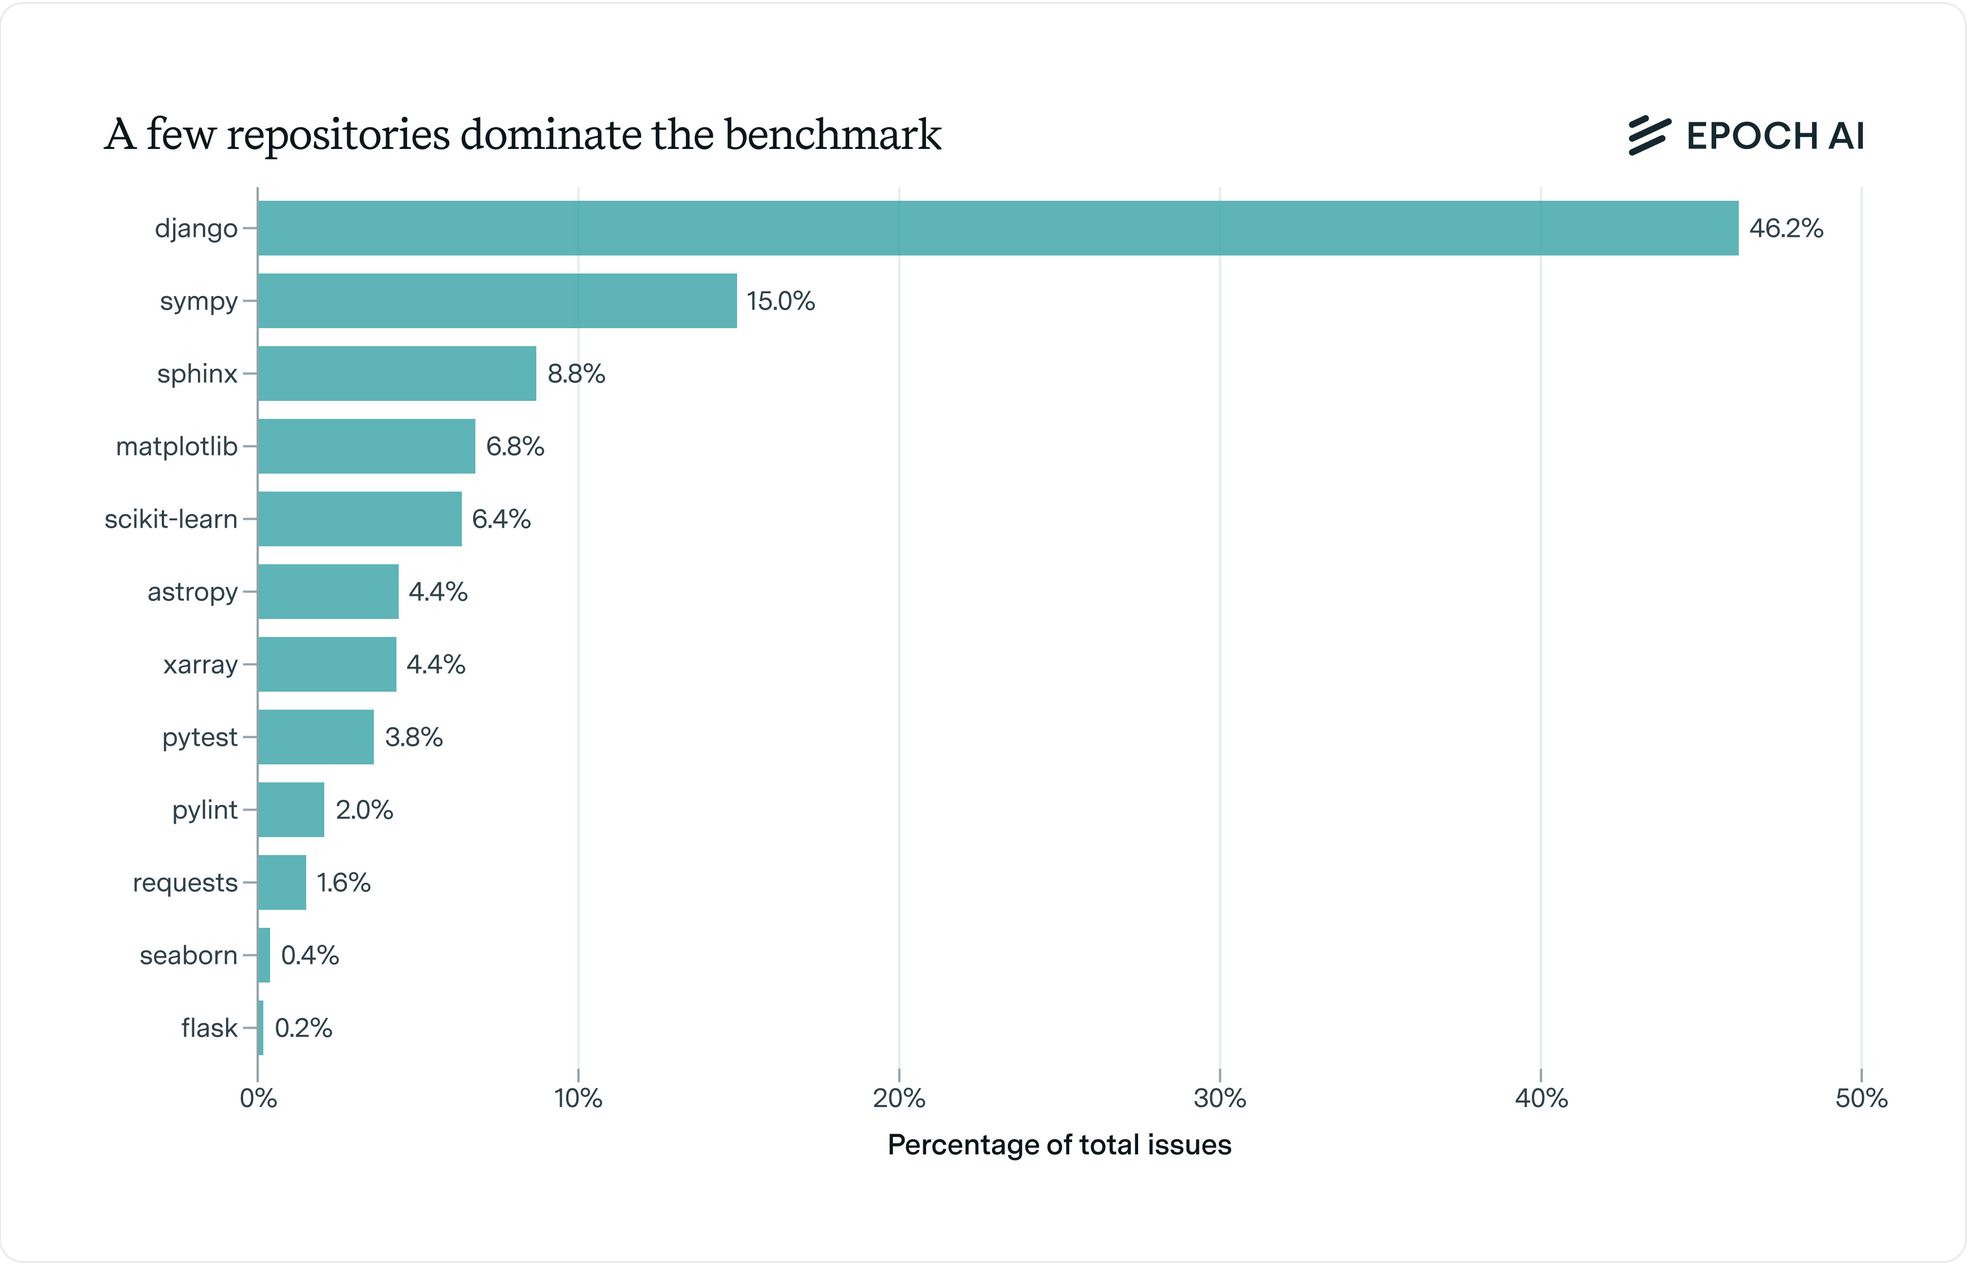 A few repositories dominate the benchmark
EPOCH AI
django 46.2%
sympy 15.0%
sphinx 8.8%
matplotlib 6.8%
scikit-learn 6.4%
astropy 4.4%
xarray 4.4%
pytest 3.8%
pylint 2.0%
requests 1.6%
seaborn 0.4%
flask 0.2%
0% 10% 20% 30% 40% 50%
Percentage of total issues